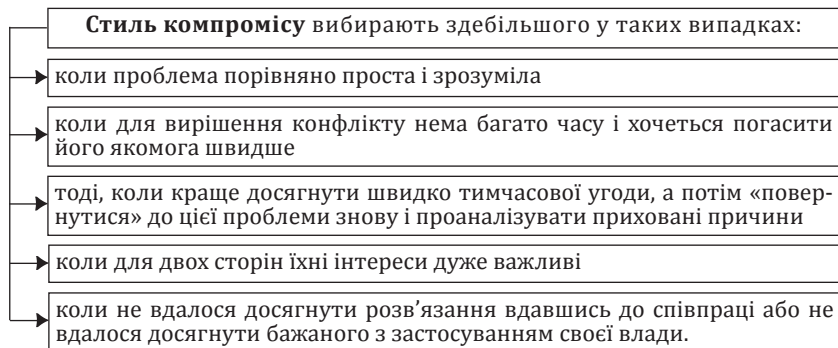 Стиль компромісу вибирають здебільшого у таких випадках:
коли проблема порівняно проста і зрозуміла
коли для вирішення конфлікту нема багато часу і хочеться погасити
його якомога швидше
тоді, коли краще досягнути швидко тимчасової угоди, а потім «повер-
нутися» до цієї проблеми знову і проаналізувати приховані причини
коли для двох сторін їхні інтереси дуже важливі
коли не вдалося досягнути розв’язання вдавшись до співпраці або не
вдалося досягнути бажаного з застосуванням своєї влади.